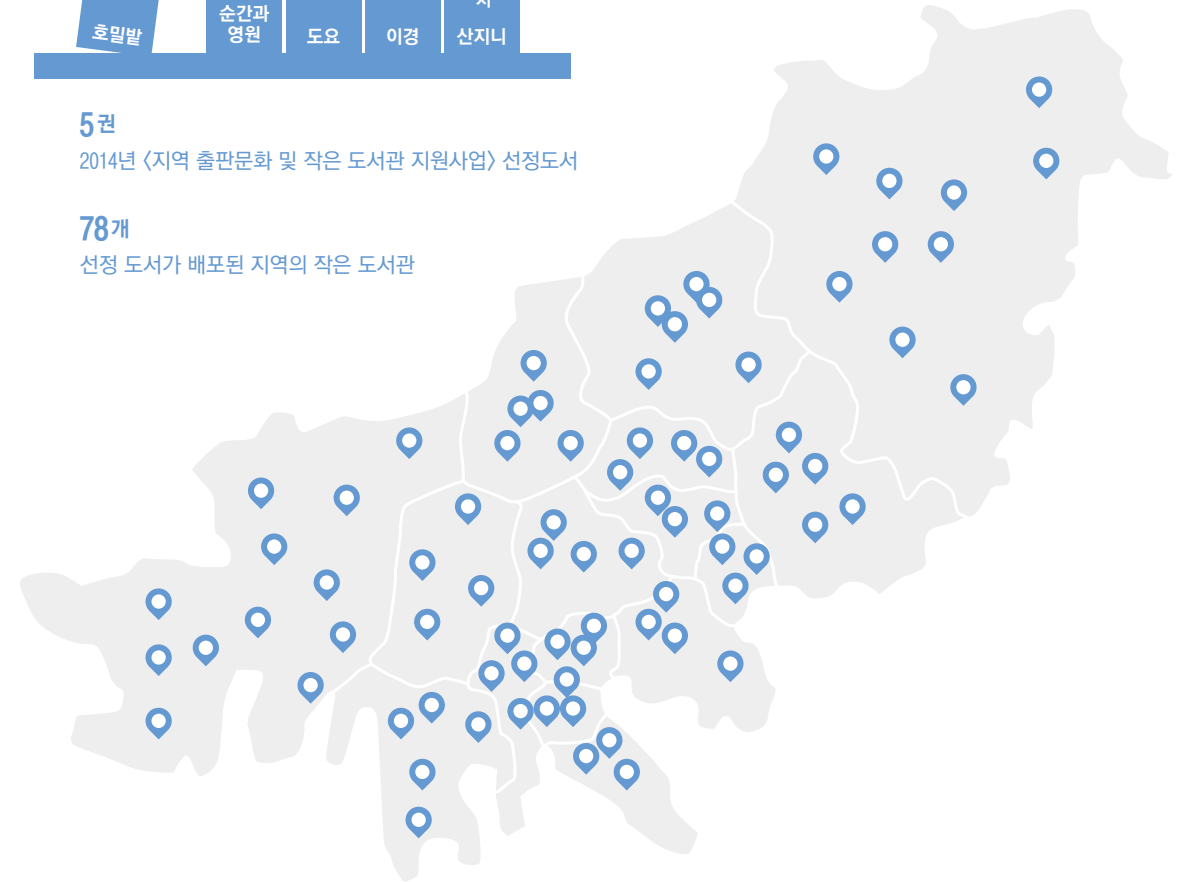 호밀밭
순간과
영원
도요
이경
산지니
5권
2014년 〈지역 출판문화 및 작은 도서관 지원사업〉 선정도서
78개
선정 도서가 배포된 지역의 작은 도서관